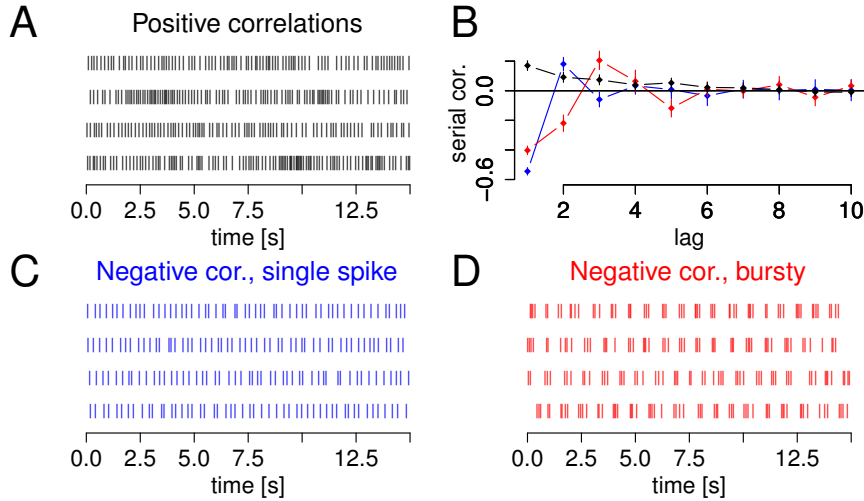 A
Positive correlations
0.0 2.5 5.0 7.5 12.5
time [s]
B
serial cor.
0.0
−0.6
2 4 6 8 10
lag
C
Negative cor., single spike
0.0 2.5 5.0 7.5 12.5
time [s]
D
Negative cor., bursty
0.0 2.5 5.0 7.5 12.5
time [s]